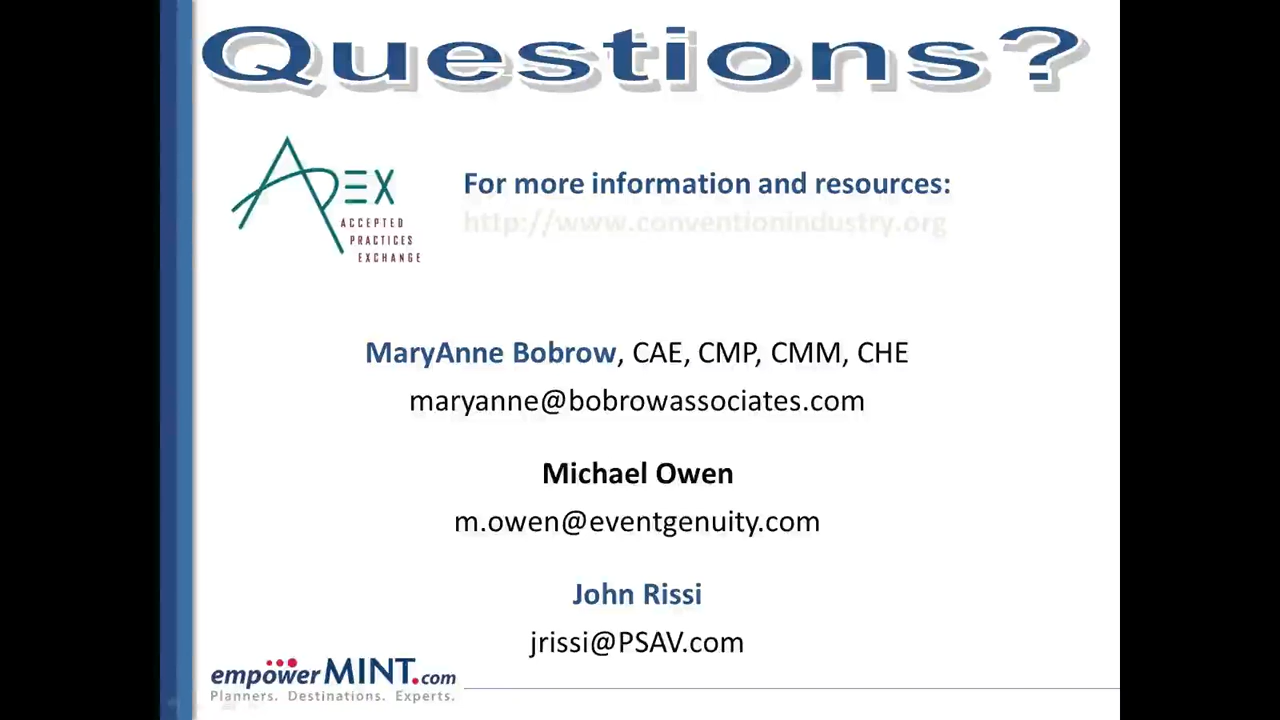 Questions?
APEX
ACCEPTED
PRACTICES
EXCHANGE
For more information and resources:
http://www.conventionindustry.org
MaryAnne Bobrow, CAE, CMP, CMM, CHE
maryanne@bobrowassociates.com
Michael Owen
m.owen@eventgenuity.com
John Rissi
jrissi@PSAV.com
empowerMINT.com
Planners. Destinations. Experts.